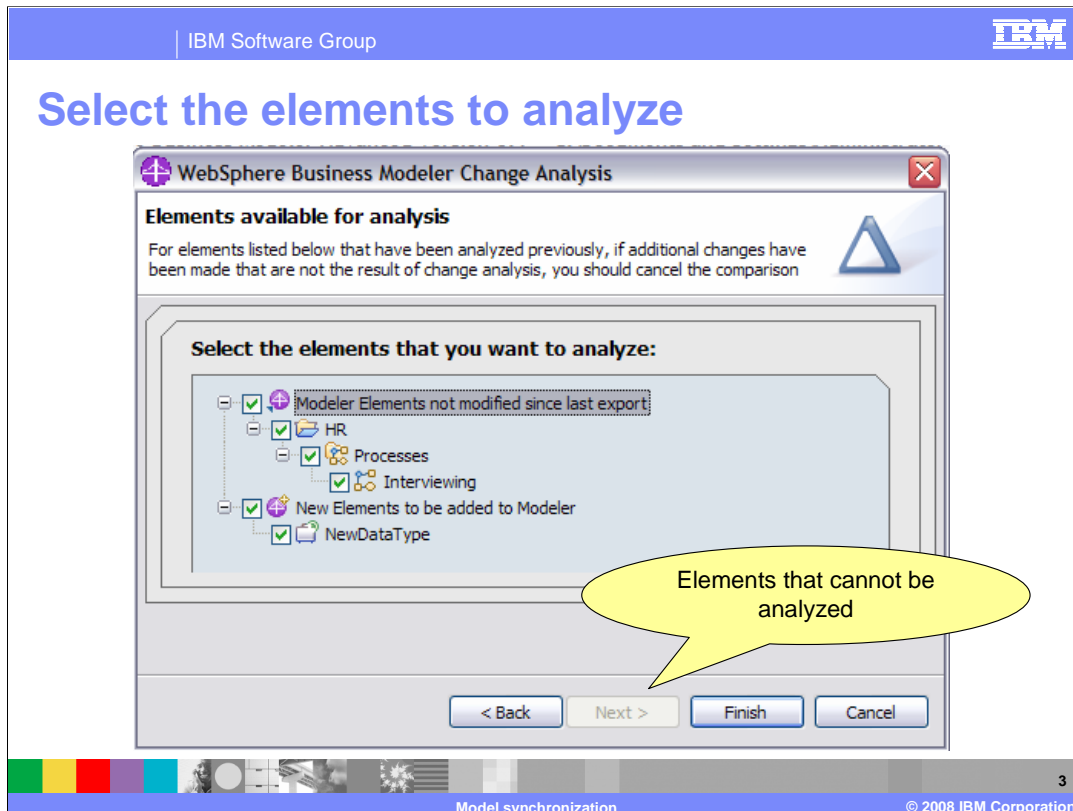 IBM Software Group
IBM
Select the elements to analyze
WebSphere Business Modeler Change Analysis
Elements available for analysis
For elements listed below that have been analyzed previously, if additional changes have
been made that are not the result of change analysis, you should cancel the comparison
Select the elements that you want to analyze:
Modeler Elements not modified since last export
HR
Processes
Interviewing
New Elements to be added to Modeler
NewDataType
Elements that cannot be
analyzed
< Back
Next >
Finish
Cancel
3
Model synchronization
© 2008 IBM Corporation